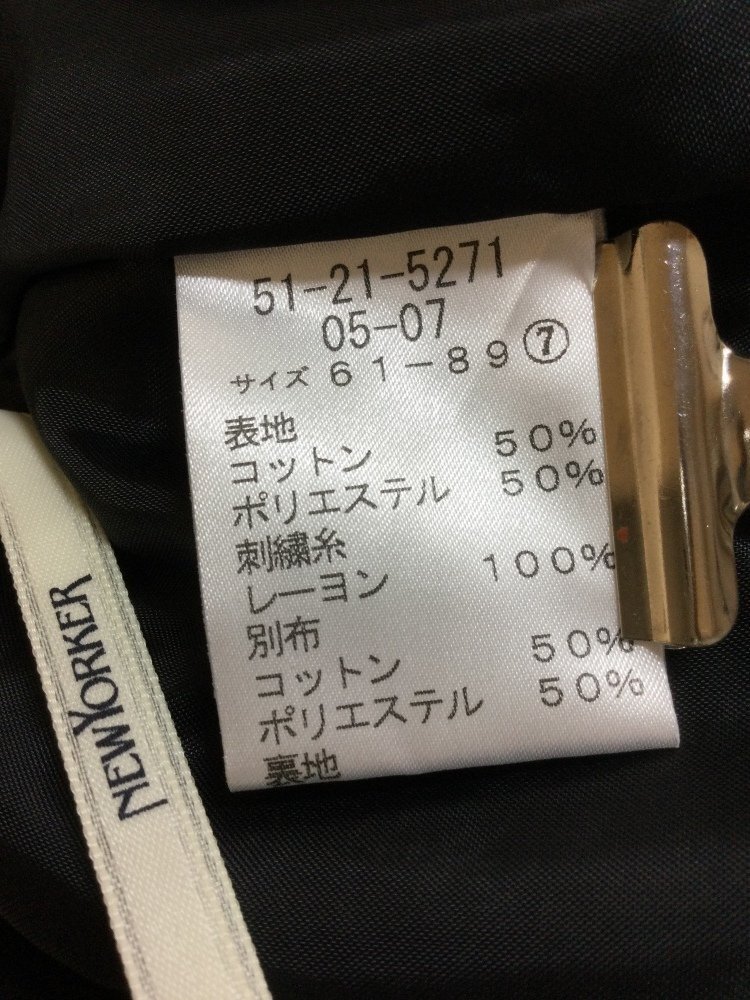 51-21-5271
05-07
サイズ 61-89 ⑦
表地
コットン 50%
ポリエステル 50%
刺繍糸
レーヨン 100%
別布
コットン 50%
ポリエステル 50%
裏地
NEWYORKER